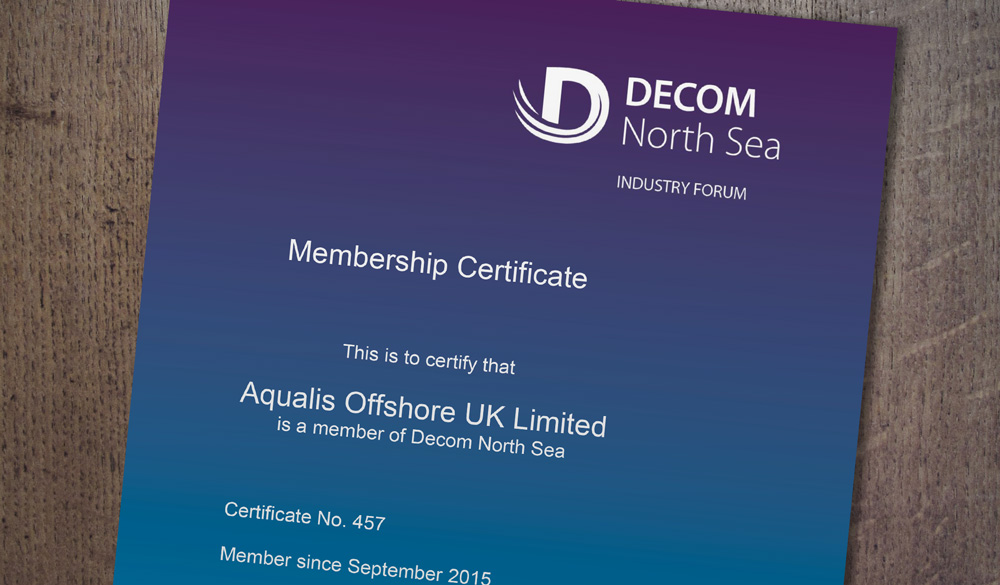 DECOM
North Sea
INDUSTRY FORUM
Membership Certificate
This is to certify that
Aqualis Offshore UK Limited
is a member of Decom North Sea
Certificate No. 457
Member since September 2015